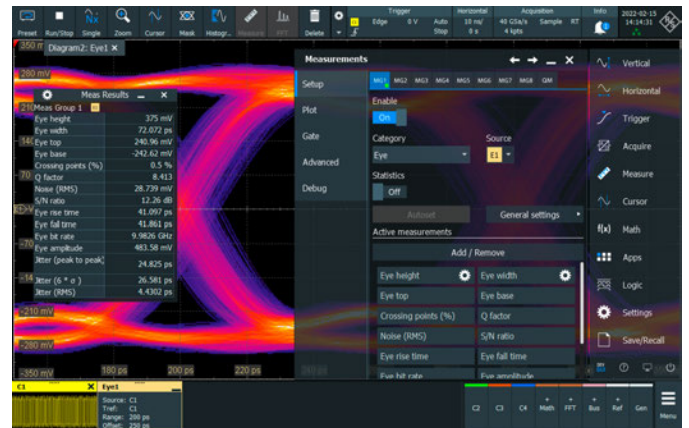 Trigger Horizontal Acquisition Info 2022-02-15
Edge 0 V Auto 10 ns/ 40 GSa/s Sample RT 14:14:31
Stop 0 s 4 kpts
Preset Run/Stop Single Zoom Cursor Mask Histogr... Measure FFT Delete
Diagram2: Eye1
280 mV
Meas Results
Meas Group 1
Eye height 375 mV
Eye width 72.072 ps
Eye top 240.96 mV
Eye base -242.62 mV
Crossing points (%) 0.5 %
Q factor 8.413
Noise (RMS) 28.739 mV
S/N ratio 12.26 dB
Eye rise time 41.097 ps
Eye fall time 41.861 ps
Eye bit rate 9.9826 GHz
Eye amplitude 483.58 mV
Jitter (peak to peak) 24.825 ps
Jitter (6 * σ ) 26.581 ps
Jitter (RMS) 4.4302 ps
-210 mV
-280 mV
-350 mV
180 ps 200 ps 220 ps
Measurements
Setup
Plot
Gate
Advanced
Debug
MG1 MG2 MG3 MG4 MG5 MG6 MG7 MG8 QM
Enable
On
Category Source
Eye E1
Statistics
Off
Autoset General settings
Active measurements
Add / Remove
Eye height Eye width
Eye top Eye base
Crossing points (%) Q factor
Noise (RMS) S/N ratio
Eye rise time Eye fall time
Eye bit rate Eye amplitude
Vertical
Horizontal
Trigger
Acquire
Measure
Cursor
f(x) Math
Apps
Logic
Settings
Save/Recall
C1
Eye1
Source: C1
Tref: C1
Range: 200 ps
Offset: 250 ps
C2 C3 C4 Math FFT Bus Ref Gen Menu